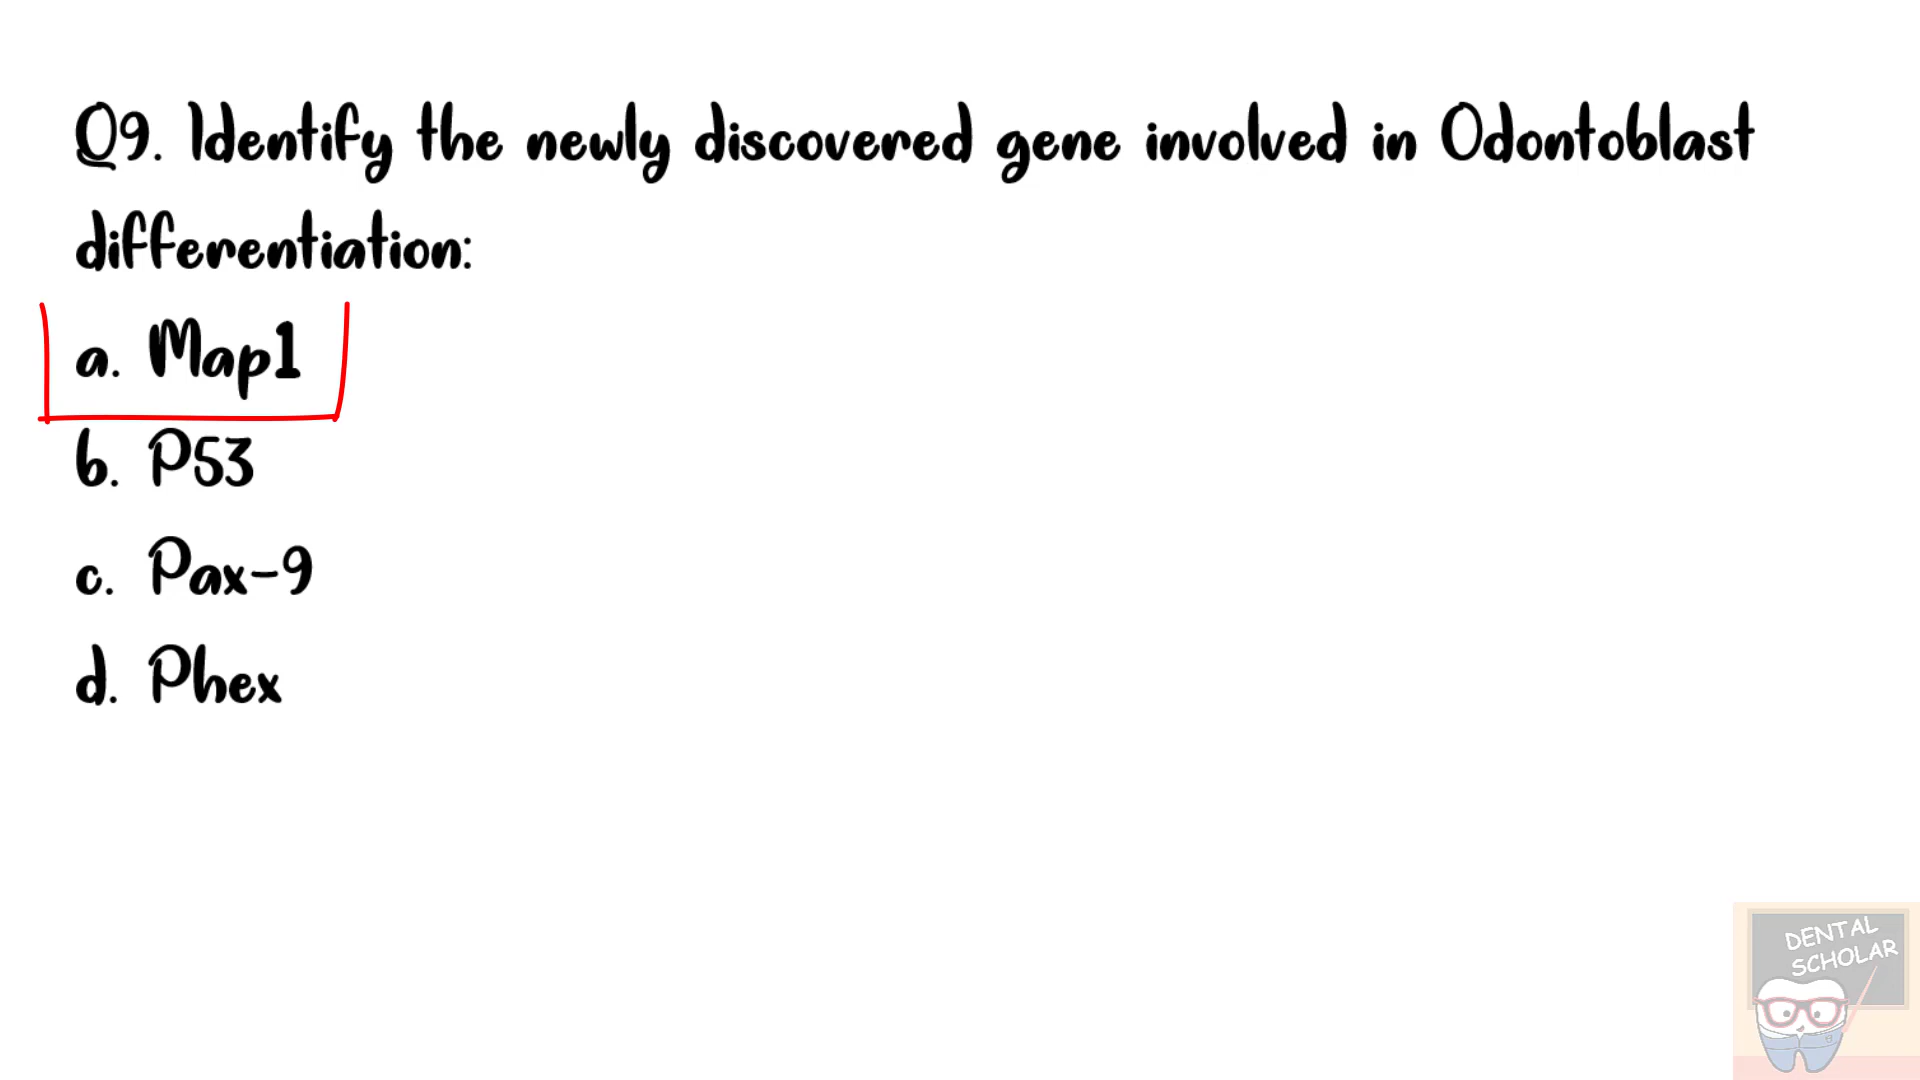 Q9. Identify the newly discovered gene involved in Odontoblast
differentiation:
a. Map1
b. P53
c. Pax-9
d. Phex
DENTAL
SCHOLAR